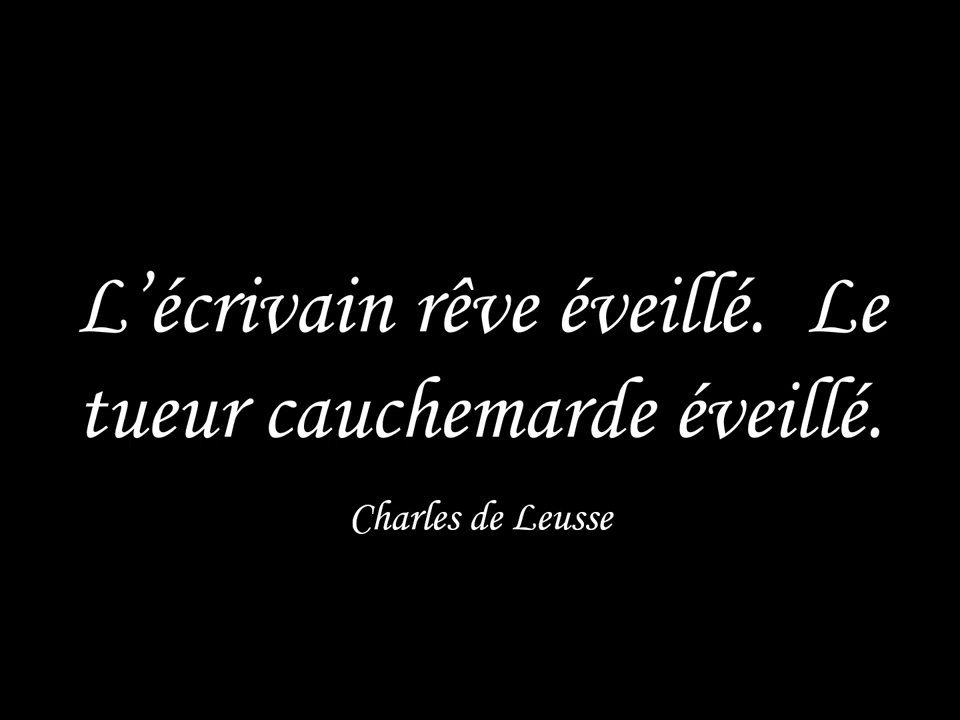 L’écrivain rêve éveillé.  Le
tueur cauchemarde éveillé.
Charles de Leusse